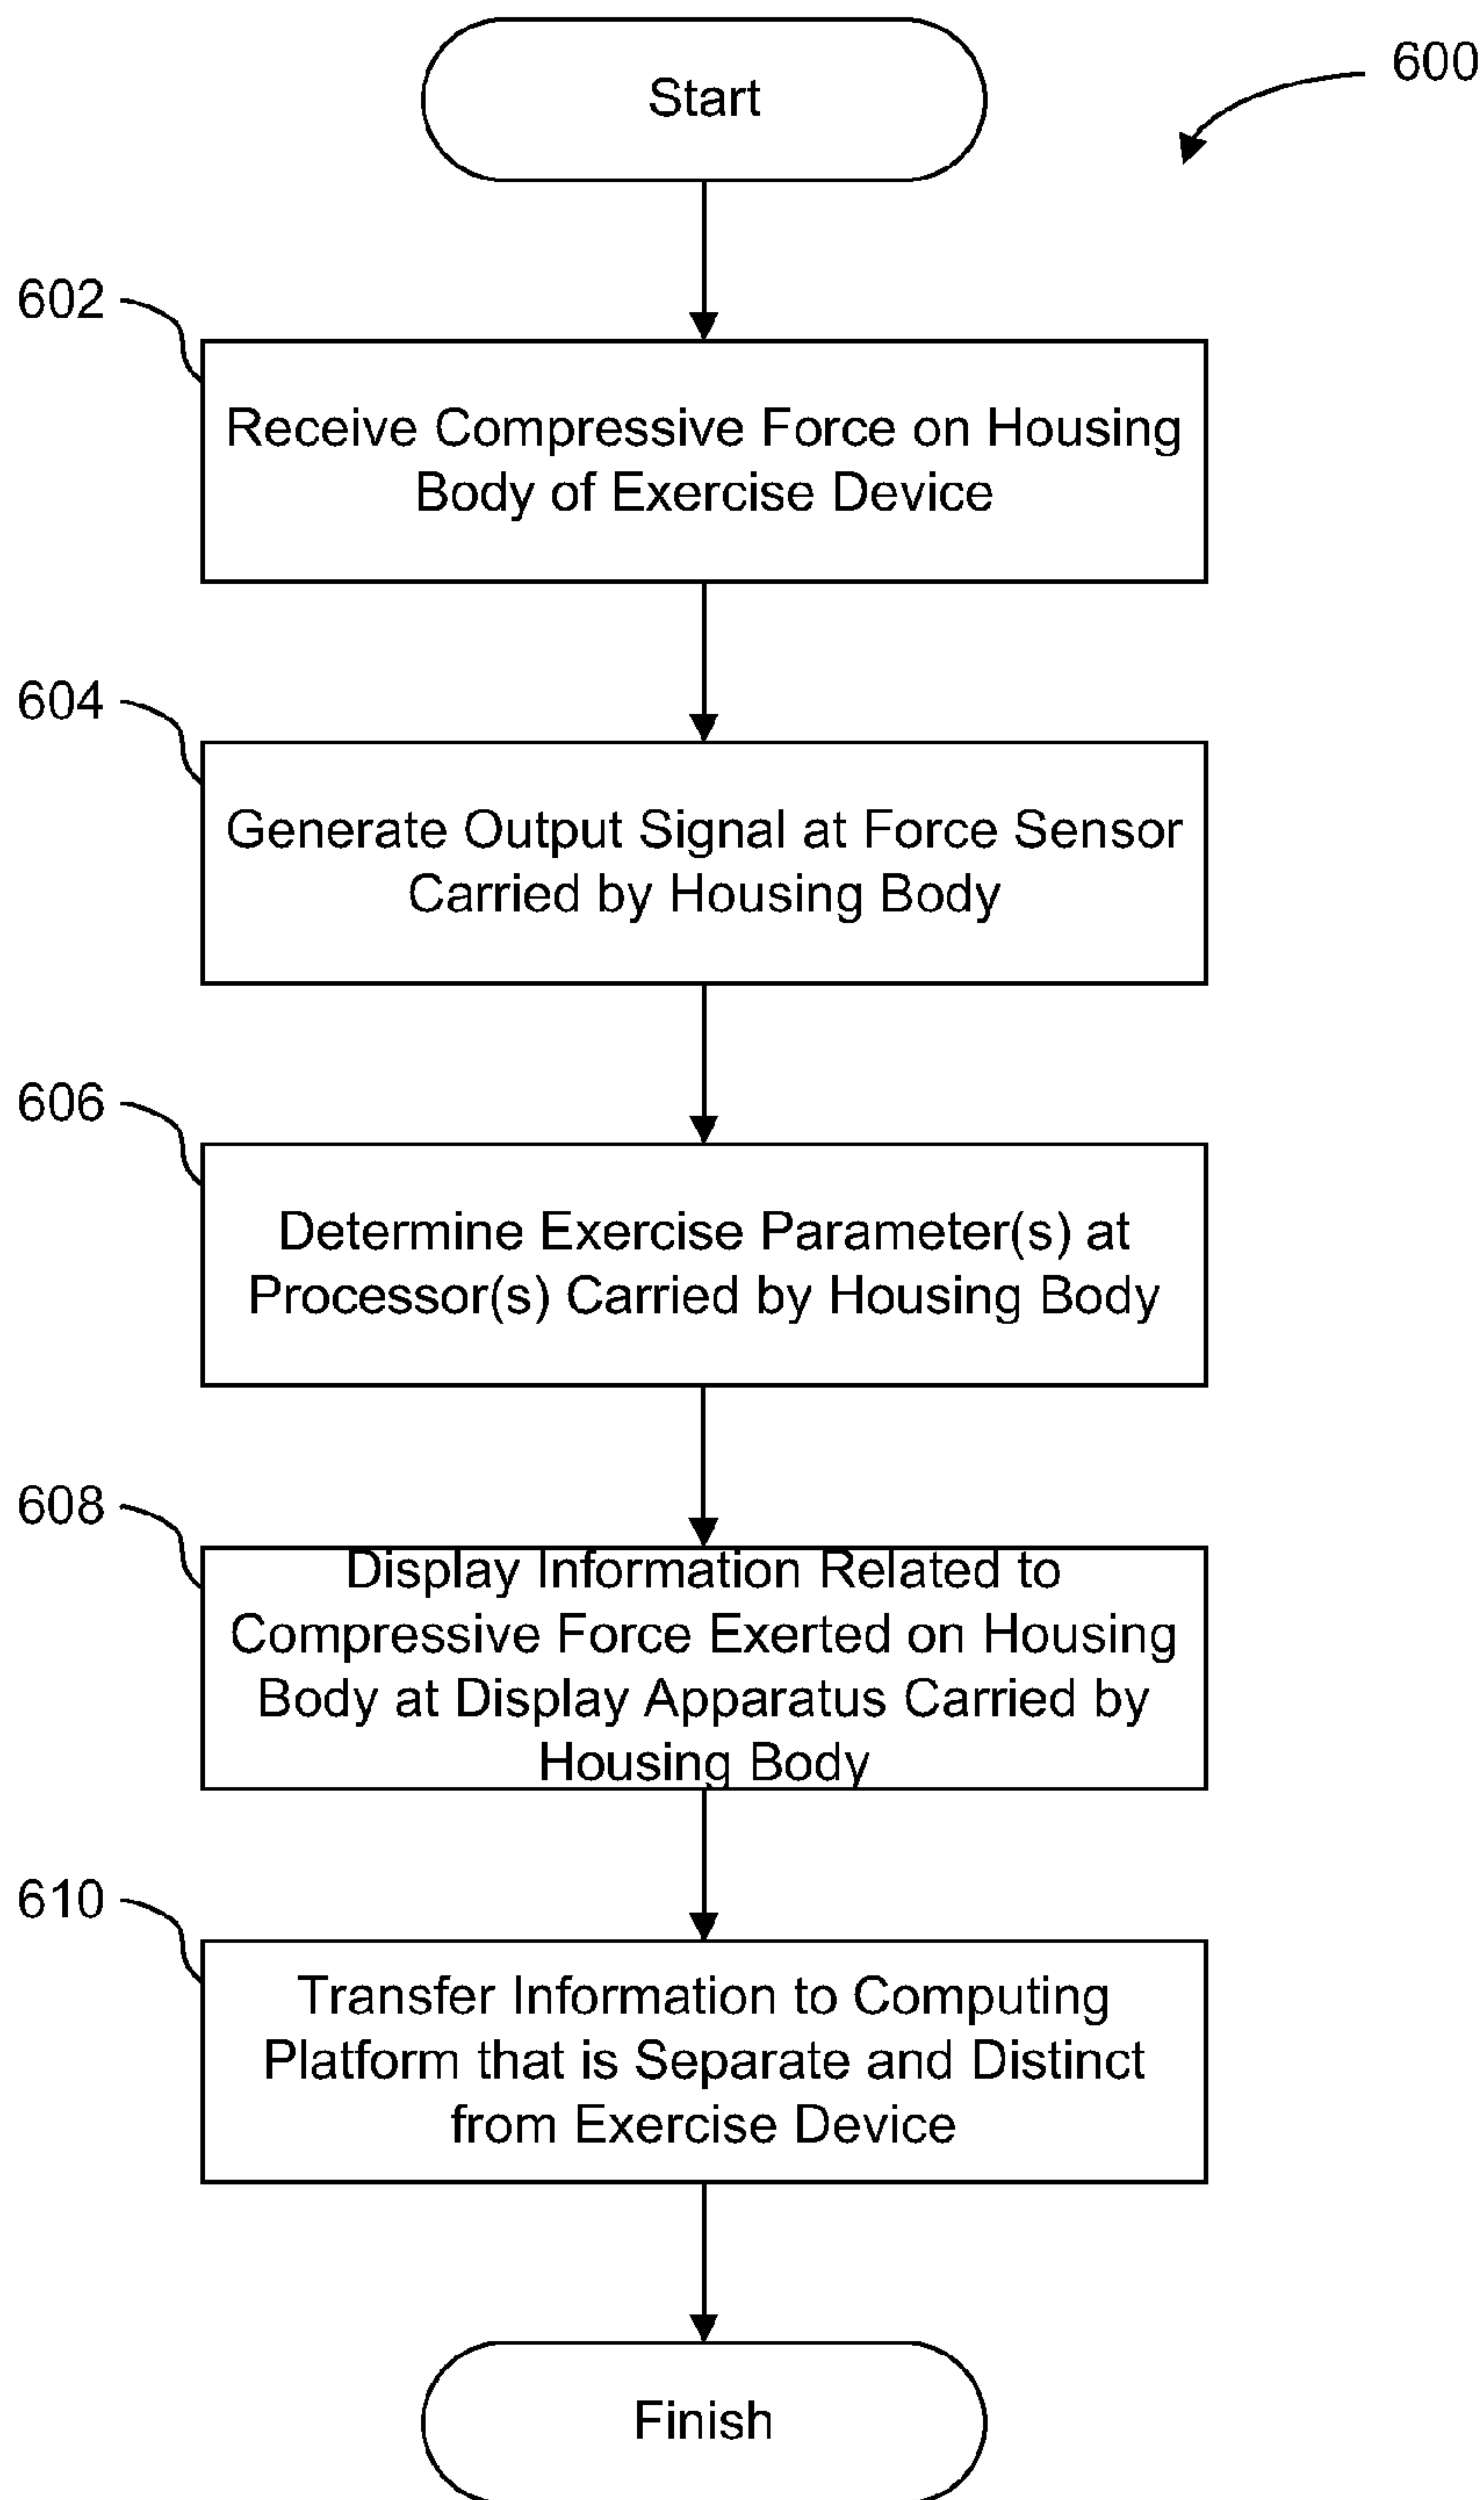 Start
600
602
Receive Compressive Force on Housing
Body of Exercise Device
604
Generate Output Signal at Force Sensor
Carried by Housing Body
606
Determine Exercise Parameter(s) at
Processor(s) Carried by Housing Body
608
Display Information Related to
Compressive Force Exerted on Housing
Body at Display Apparatus Carried by
Housing Body
610
Transfer Information to Computing
Platform that is Separate and Distinct
from Exercise Device
Finish